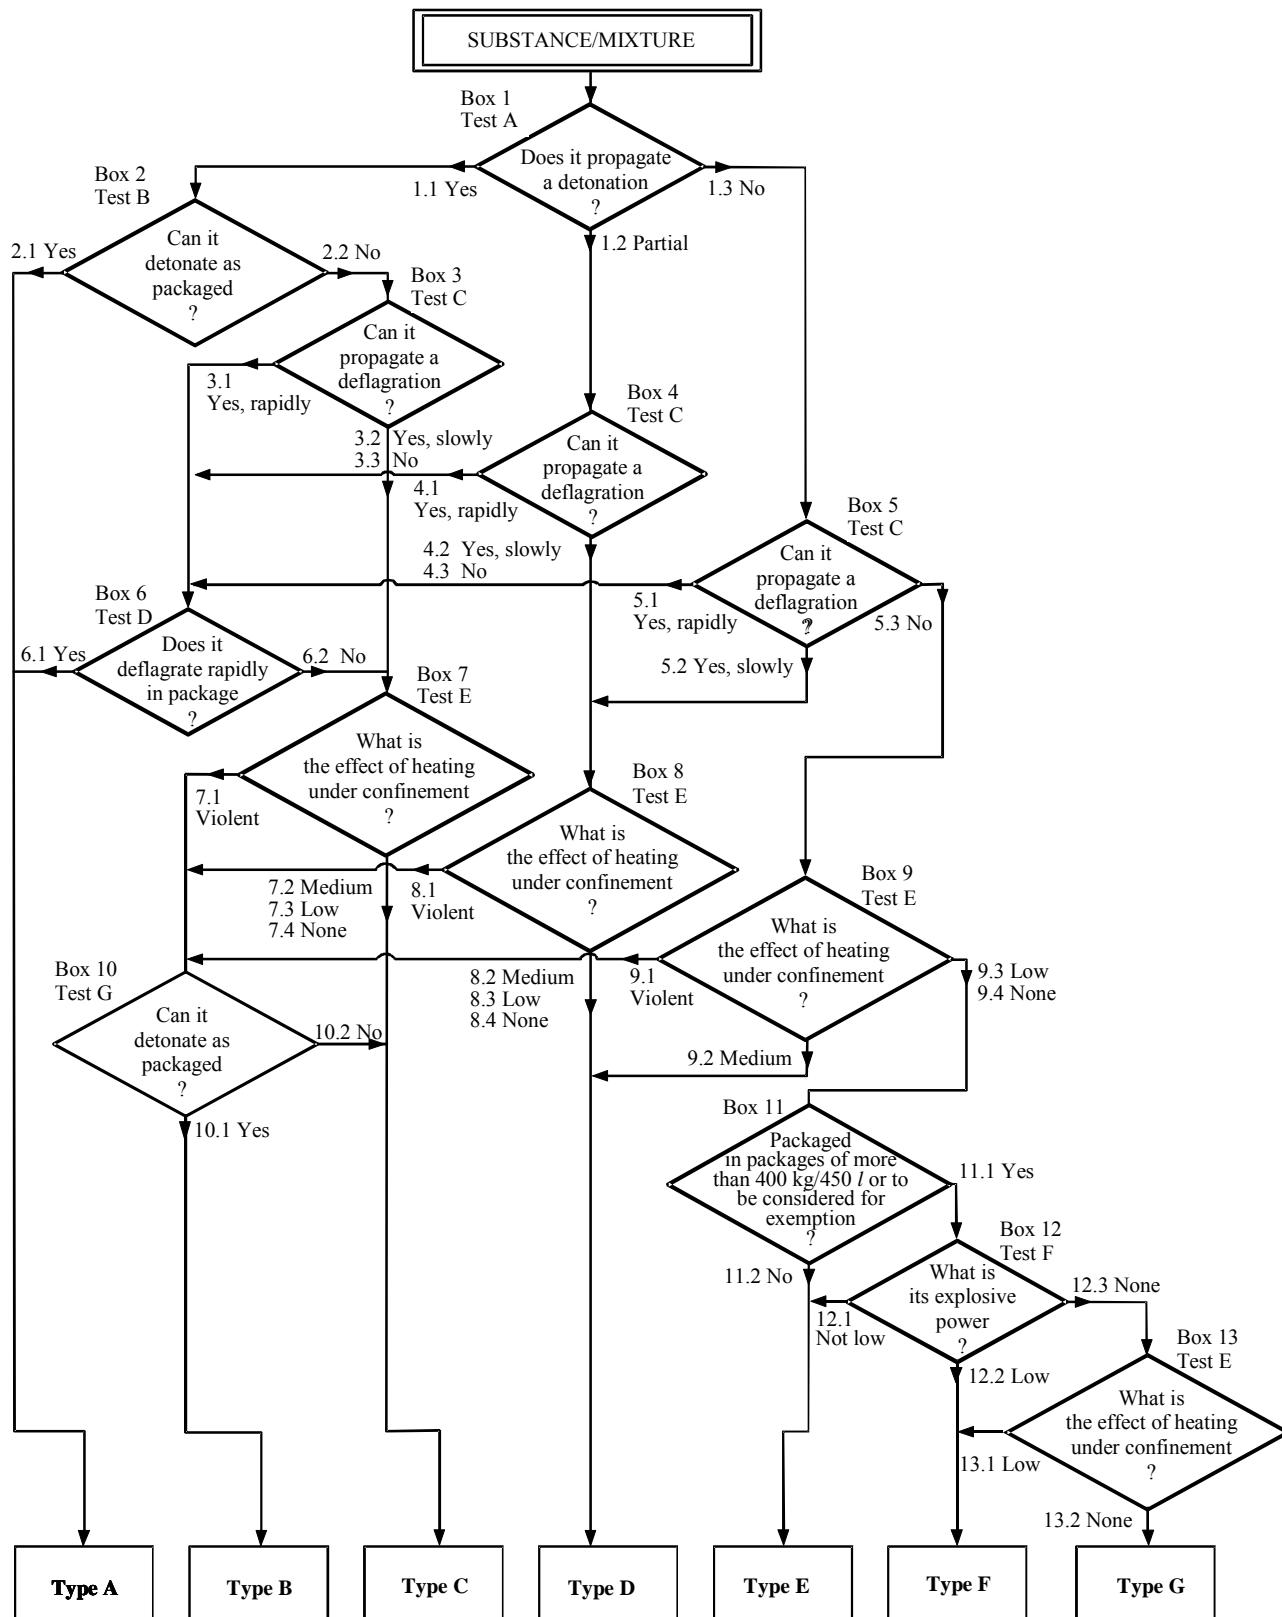 SUBSTANCE/MIXTURE
Box 1
Test A
Does it propagate
a detonation
?
1.1 Yes
1.3 No
1.2 Partial
Box 2
Test B
Can it
detonate as
packaged
?
2.1 Yes
2.2 No
Box 3
Test C
Can it
propagate a
deflagration
?
3.1
Yes, rapidly
3.2 Yes, slowly
3.3 No
Box 4
Test C
Can it
propagate a
deflagration
?
4.1
Yes, rapidly
4.2 Yes, slowly
4.3 No
Box 5
Test C
Can it
propagate a
deflagration
?
5.1
Yes, rapidly
5.3 No
5.2 Yes, slowly
Box 6
Test D
Does it
deflagrate rapidly
in package
?
6.1 Yes
6.2 No
Box 7
Test E
What is
the effect of heating
under confinement
?
7.1
Violent
7.2 Medium
7.3 Low
7.4 None
Box 8
Test E
What is
the effect of heating
under confinement
?
8.1
Violent
8.2 Medium
8.3 Low
8.4 None
Box 9
Test E
What is
the effect of heating
under confinement
?
9.1
Violent
9.3 Low
9.4 None
9.2 Medium
Box 10
Test G
Can it
detonate as
packaged
?
10.2 No
10.1 Yes
Box 11
Packaged
in packages of more
than 400 kg/450 l or to
be considered for
exemption
?
11.1 Yes
11.2 No
Box 12
Test F
What is
its explosive
power
?
12.1
Not low
12.3 None
12.2 Low
Box 13
Test E
What is
the effect of heating
under confinement
?
13.1 Low
13.2 None
Type A
Type B
Type C
Type D
Type E
Type F
Type G